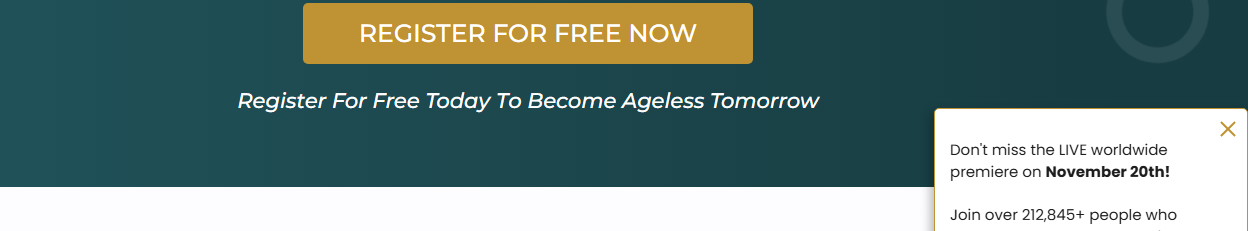 REGISTER FOR FREE NOW
Register For Free Today To Become Ageless Tomorrow
Don't miss the LIVE worldwide
premiere on November 20th!
Join over 212,845+ people who